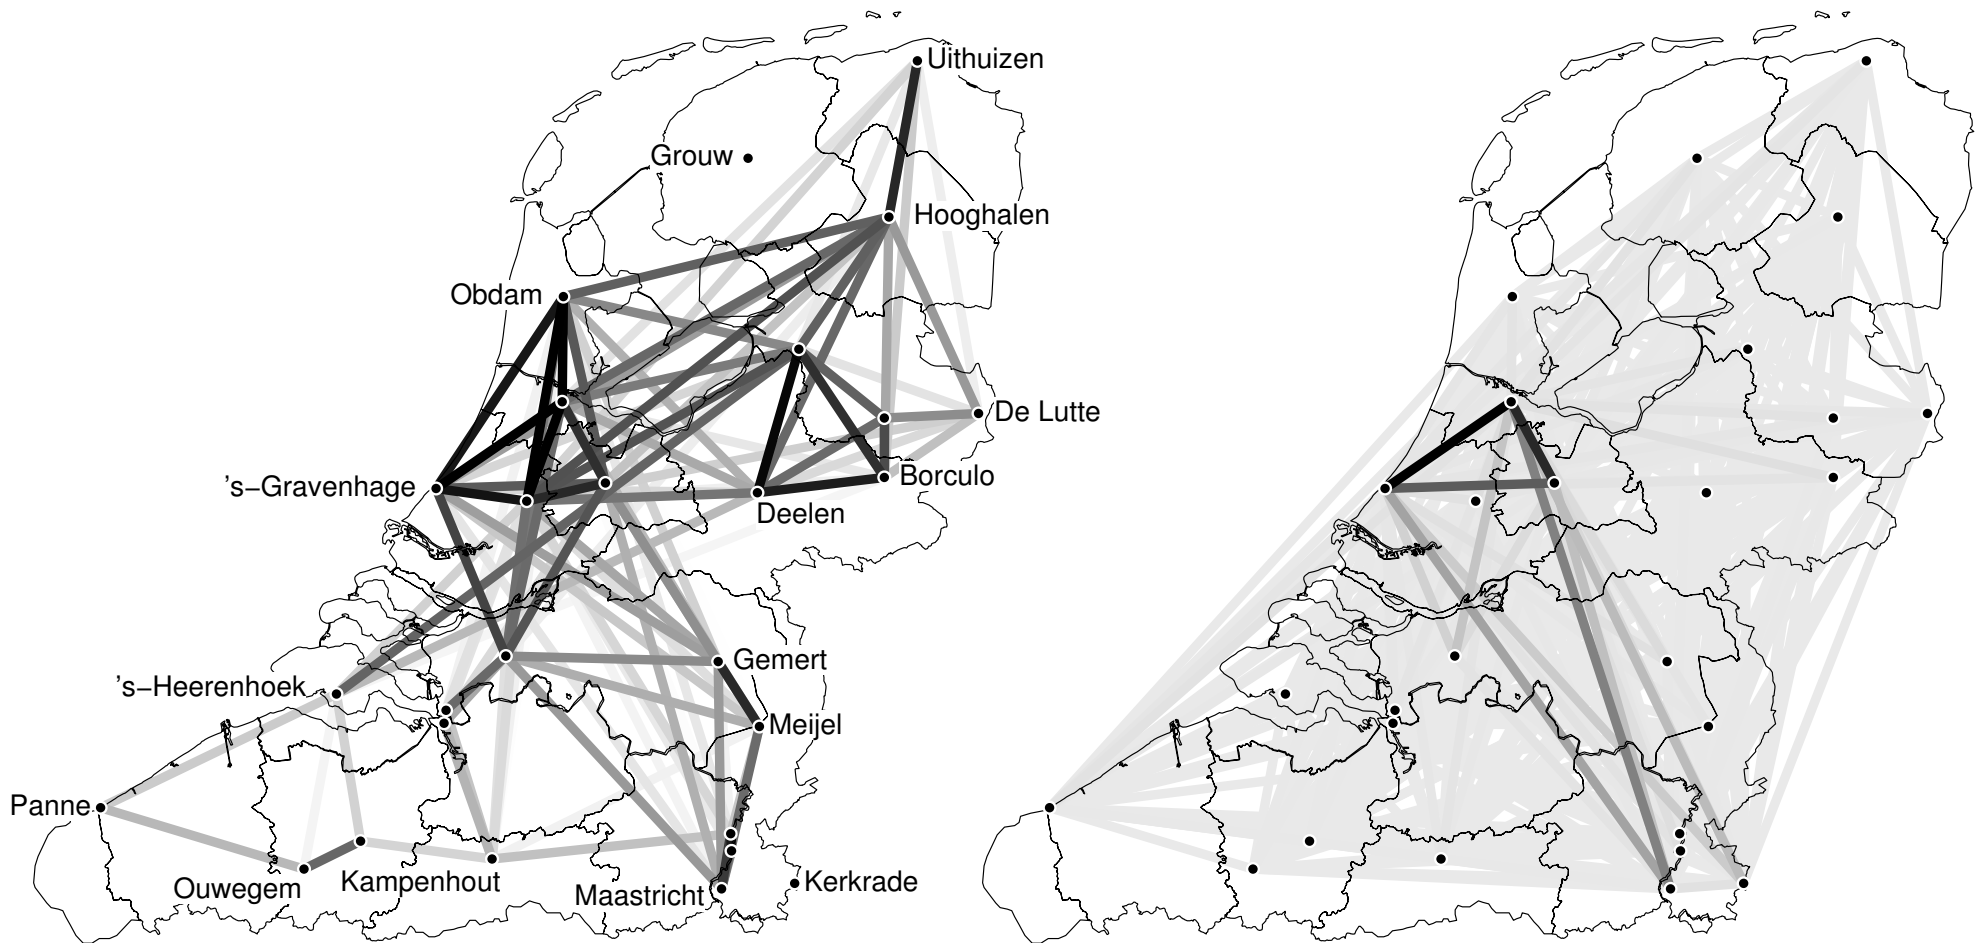 Uithuizen
Grouw
Hooghalen
Obdam
De Lutte
Borculo
's−Gravenhage
Deelen
Gemert
's−Heerenhoek
Meijel
Panne
Ouwegem
Kampenhout
Maastricht
Kerkrade